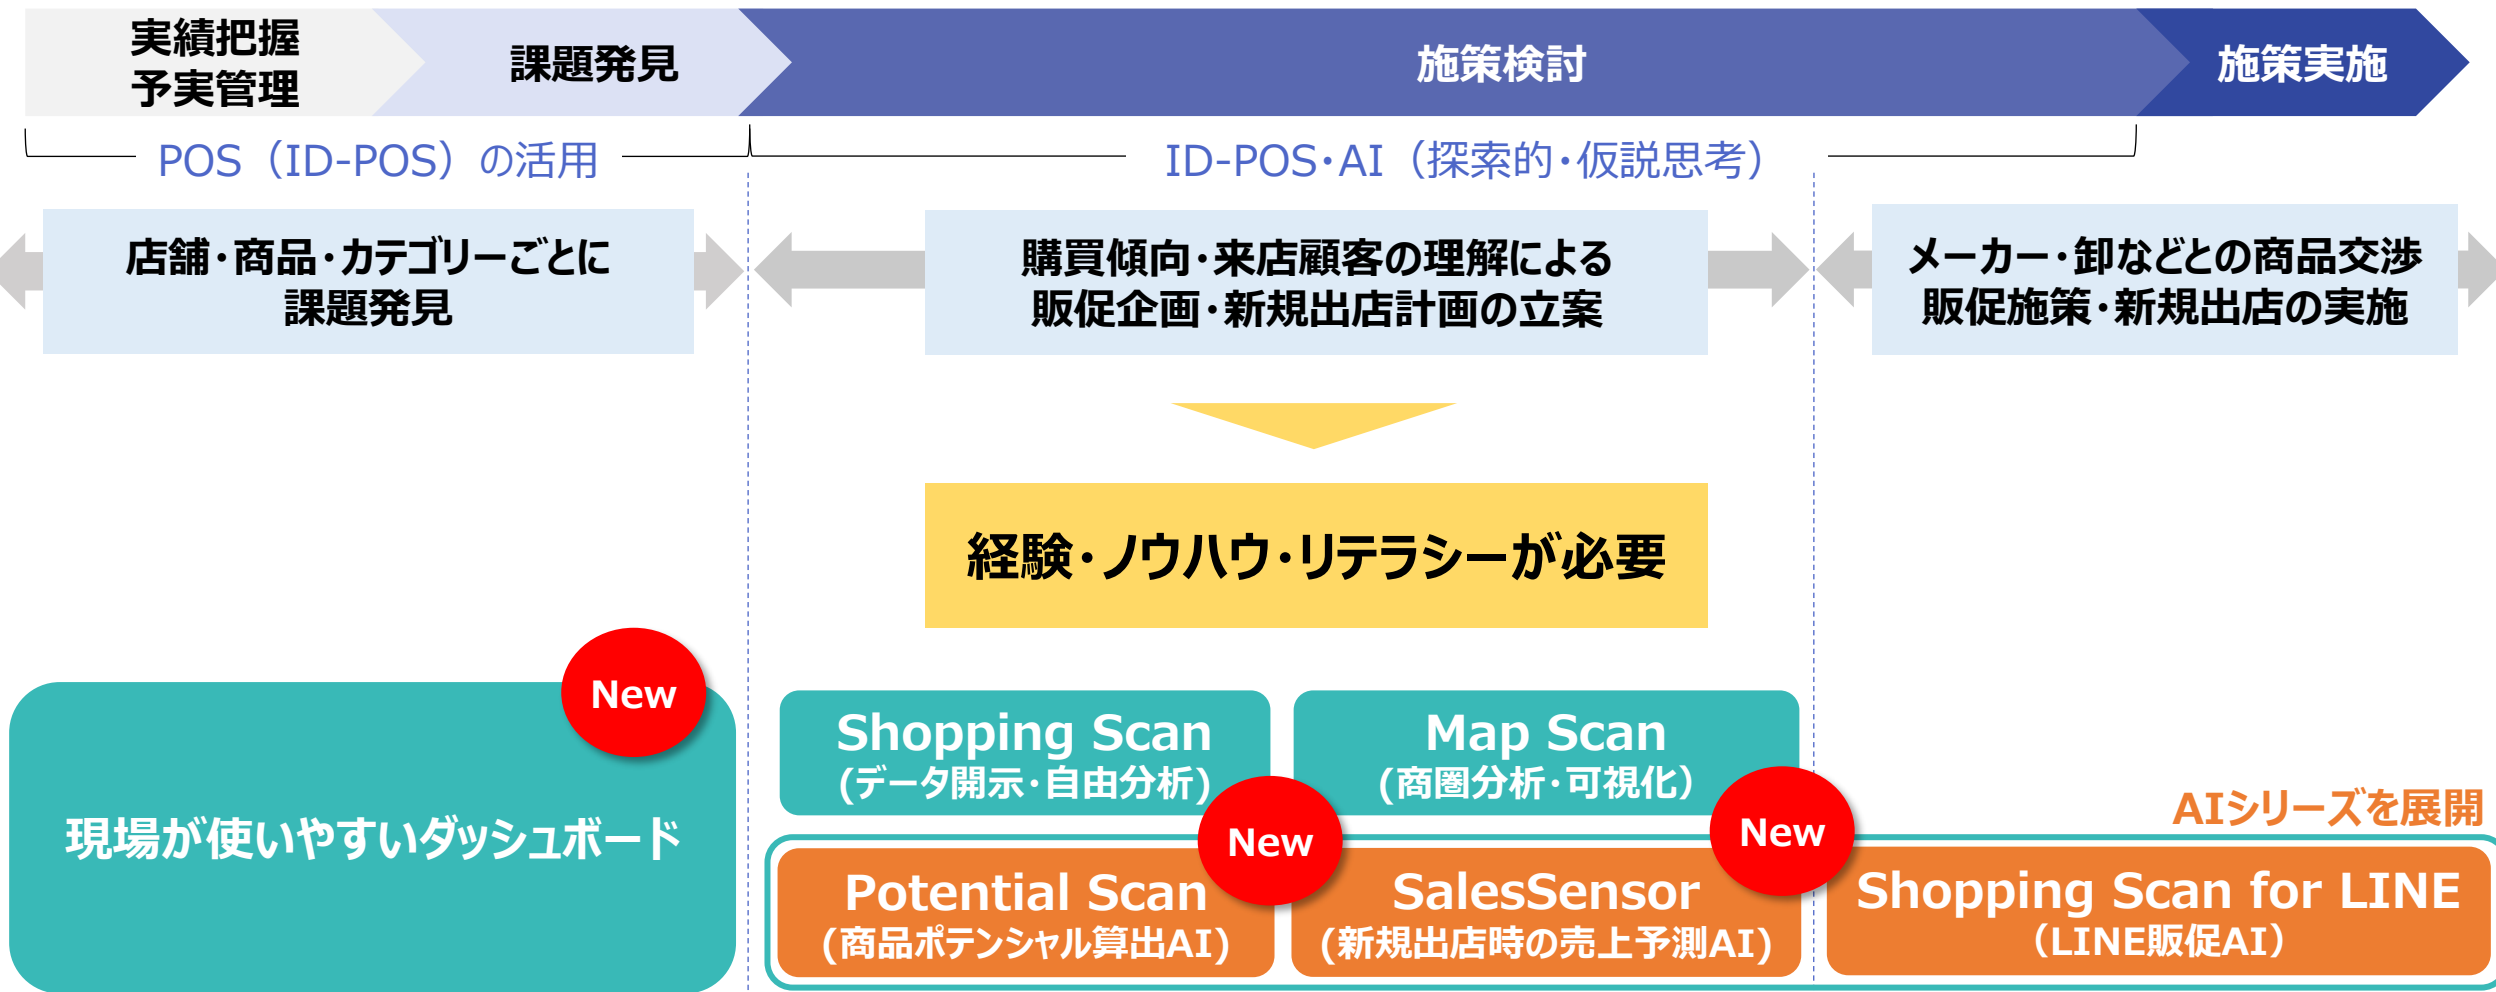 実績把握
予実管理
課題発見
施策検討
施策実施
POS（ID-POS）の活用
ID-POS・AI（探索的・仮説思考）
店舗・商品・カテゴリーごとに
課題発見
購買傾向・来店顧客の理解による
販促企画・新規出店計画の立案
メーカー・卸などとの商品交渉
販促施策・新規出店の実施
経験・ノウハウ・リテラシーが必要
New
現場が使いやすいダッシュボード
Shopping Scan
(データ開示・自由分析)
Map Scan
(商圏分析・可視化）
AIシリーズを展開
New
New
Potential Scan
(商品ポテンシャル算出AI)
SalesSensor
(新規出店時の売上予測AI)
Shopping Scan for LINE
（LINE販促AI）